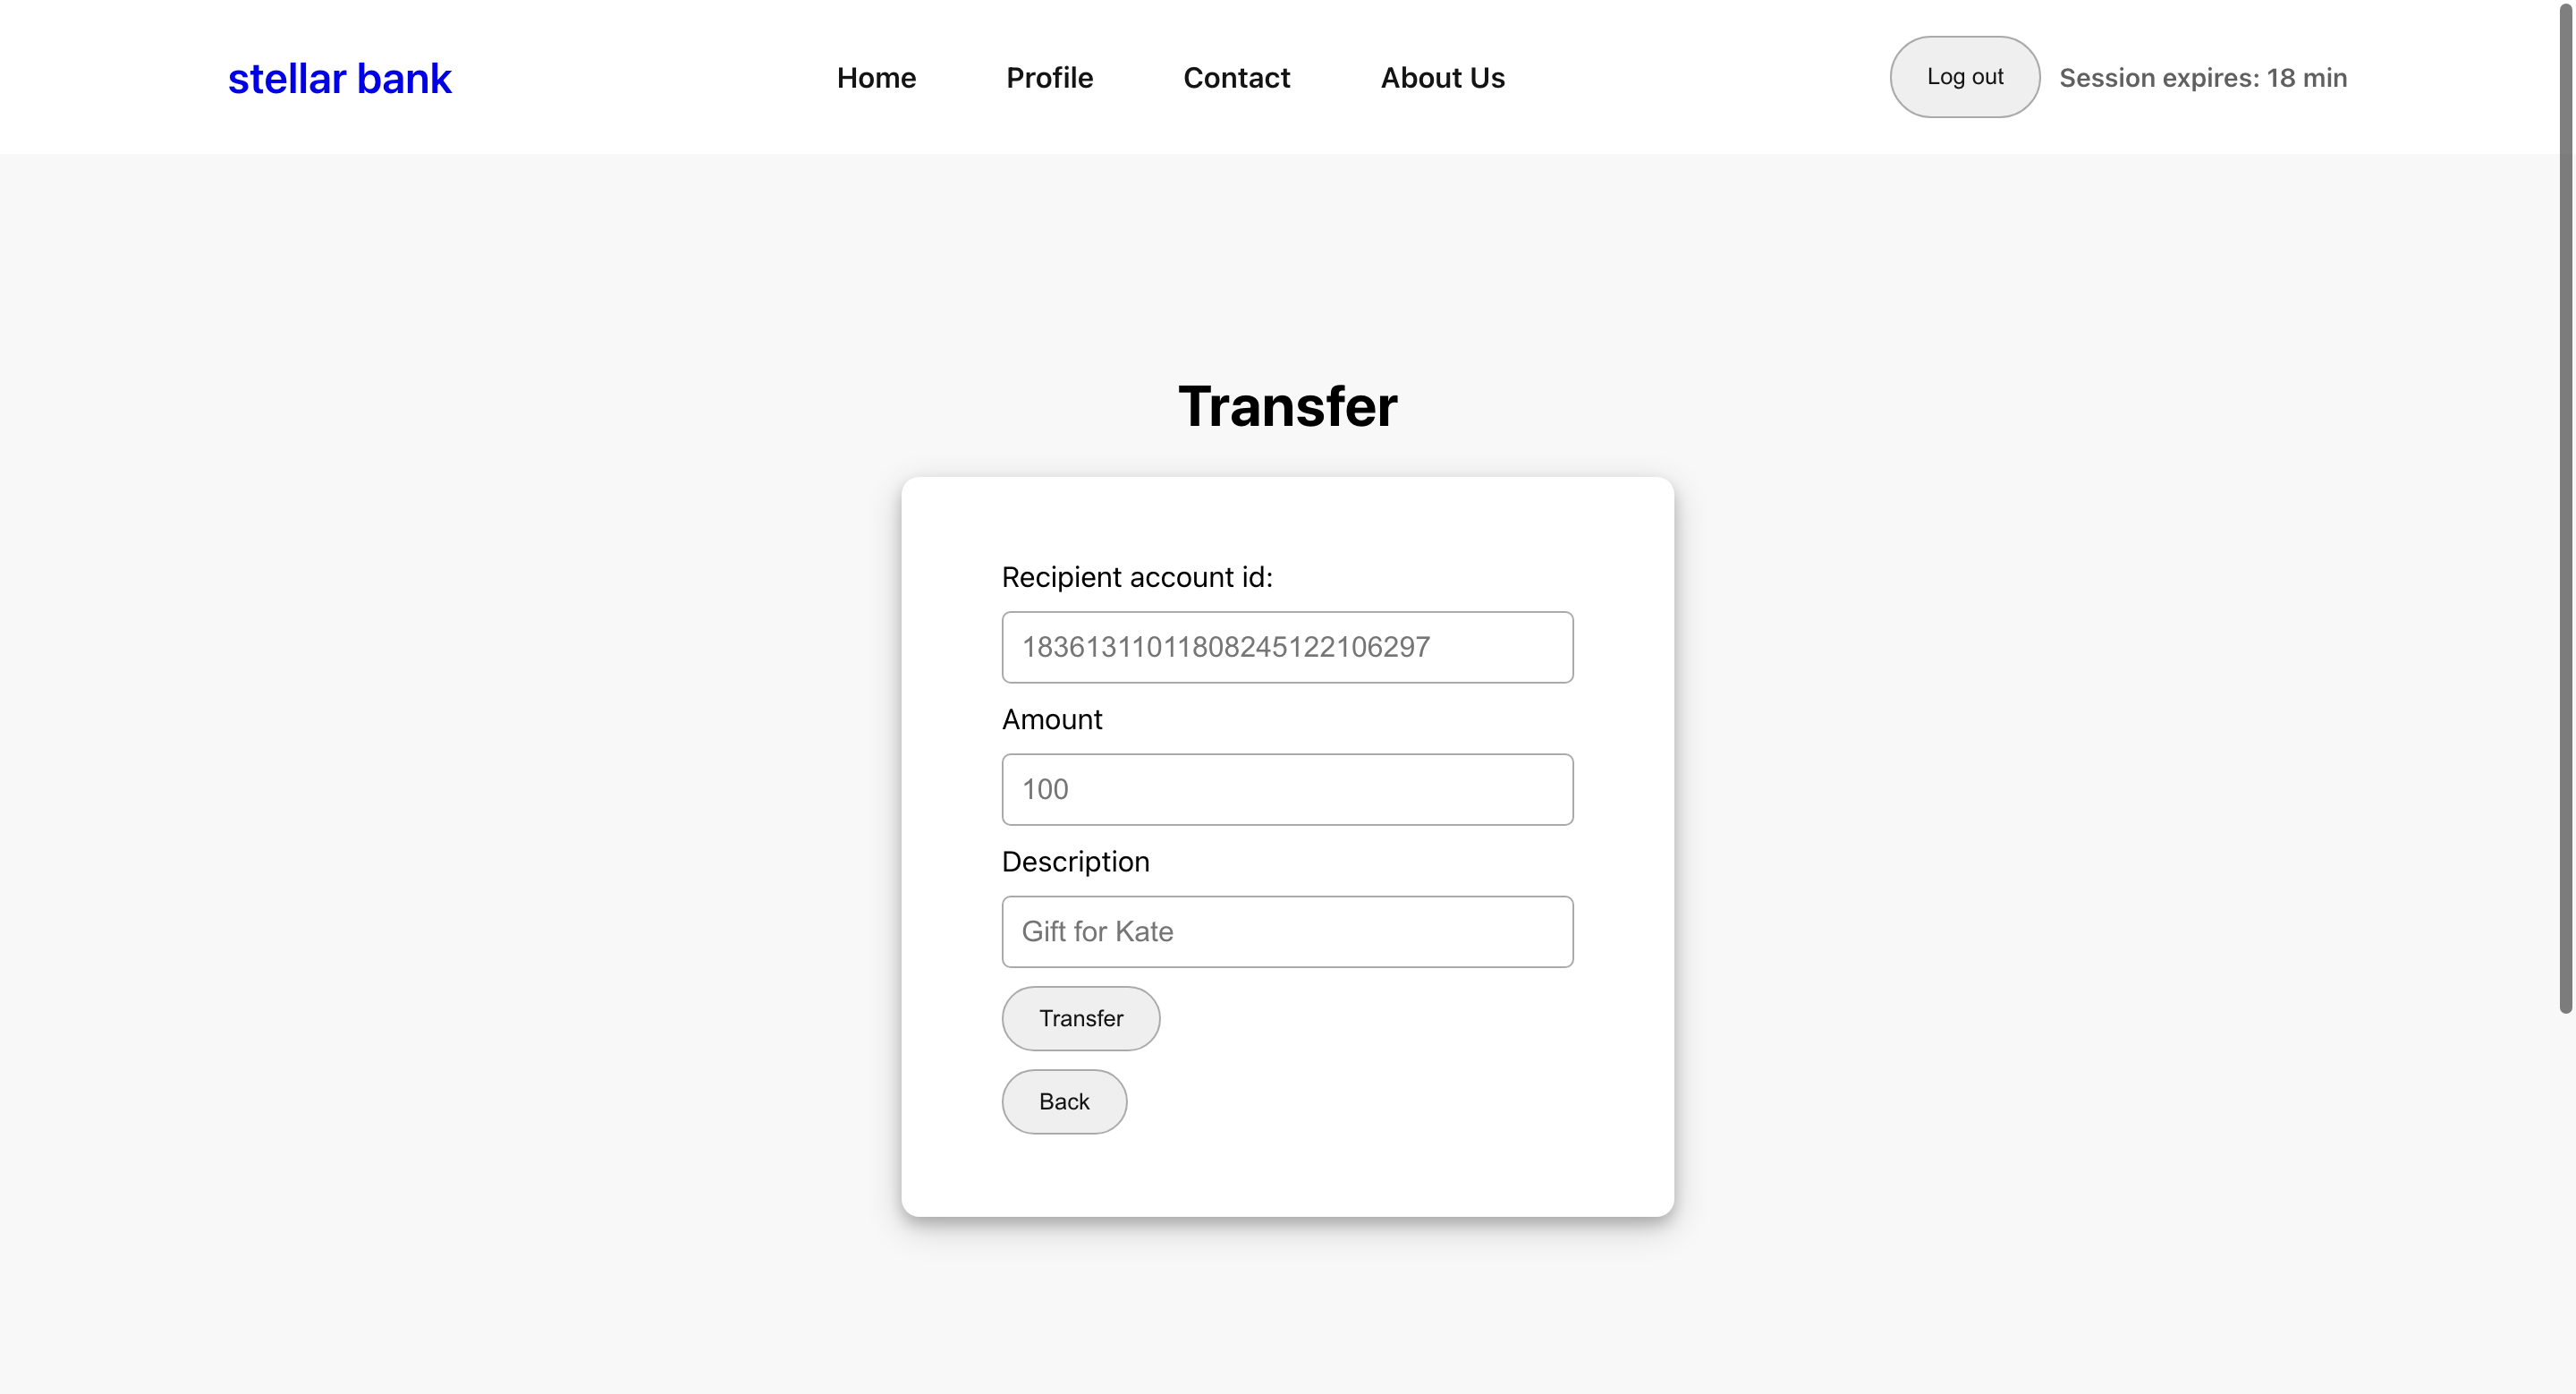 stellar bank
Home Profile Contact About Us
Log out Session expires: 18 min
Transfer
Recipient account id:
18361311011808245122106297
Amount
100
Description
Gift for Kate
Transfer
Back